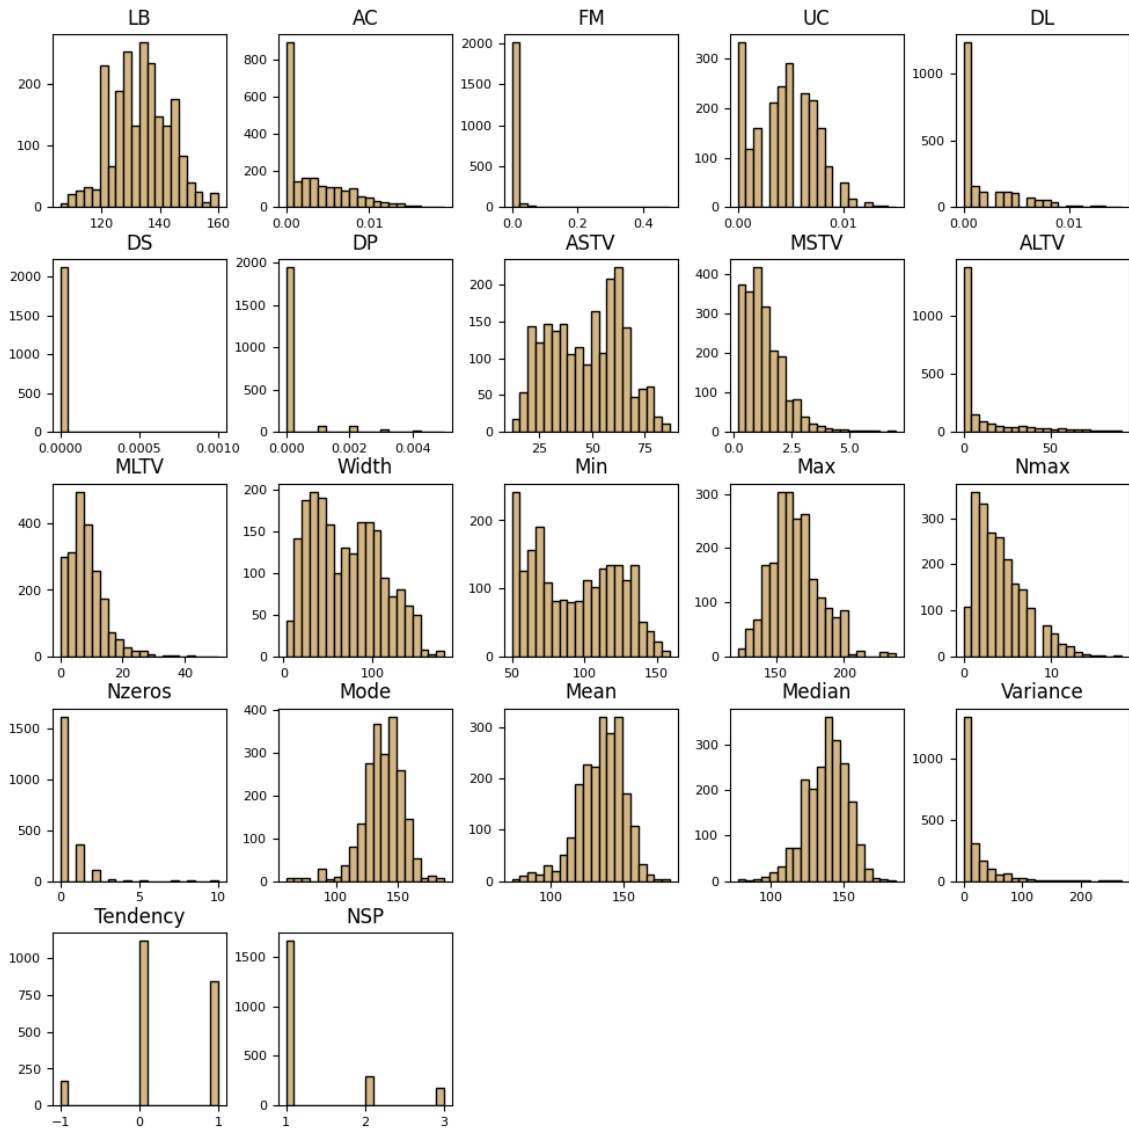 LB AC FM UC DL
0 100 200
120 140 160
0 200 400 600 800
0.00 0.01
0 500 1000 1500 2000
0.0 0.2 0.4
0 100 200 300
0.00 0.01
0 500 1000
0.00 0.01
DS DP ASTV MSTV ALTV
0 500 1000 1500 2000
0.0000 0.0005 0.0010
0 500 1000 1500 2000
0.000 0.002 0.004
0 50 100 150 200
25 50 75
0 100 200 300 400
0.0 2.5 5.0
0 500 1000
0 50
MLTV Width Min Max Nmax
0 200 400
0 20 40
0 50 100 150 200
0 100
0 100 200
50 100 150
0 100 200 300
150 200
0 100 200 300
0 10
Nzeros Mode Mean Median Variance
0 500 1000 1500
0 5 10
0 100 200 300 400
100 150
0 100 200 300
100 150
0 100 200 300
100 150
0 500 1000
0 100 200
Tendency NSP
0 250 500 750 1000
−1 0 1
0 500 1000 1500
1 2 3